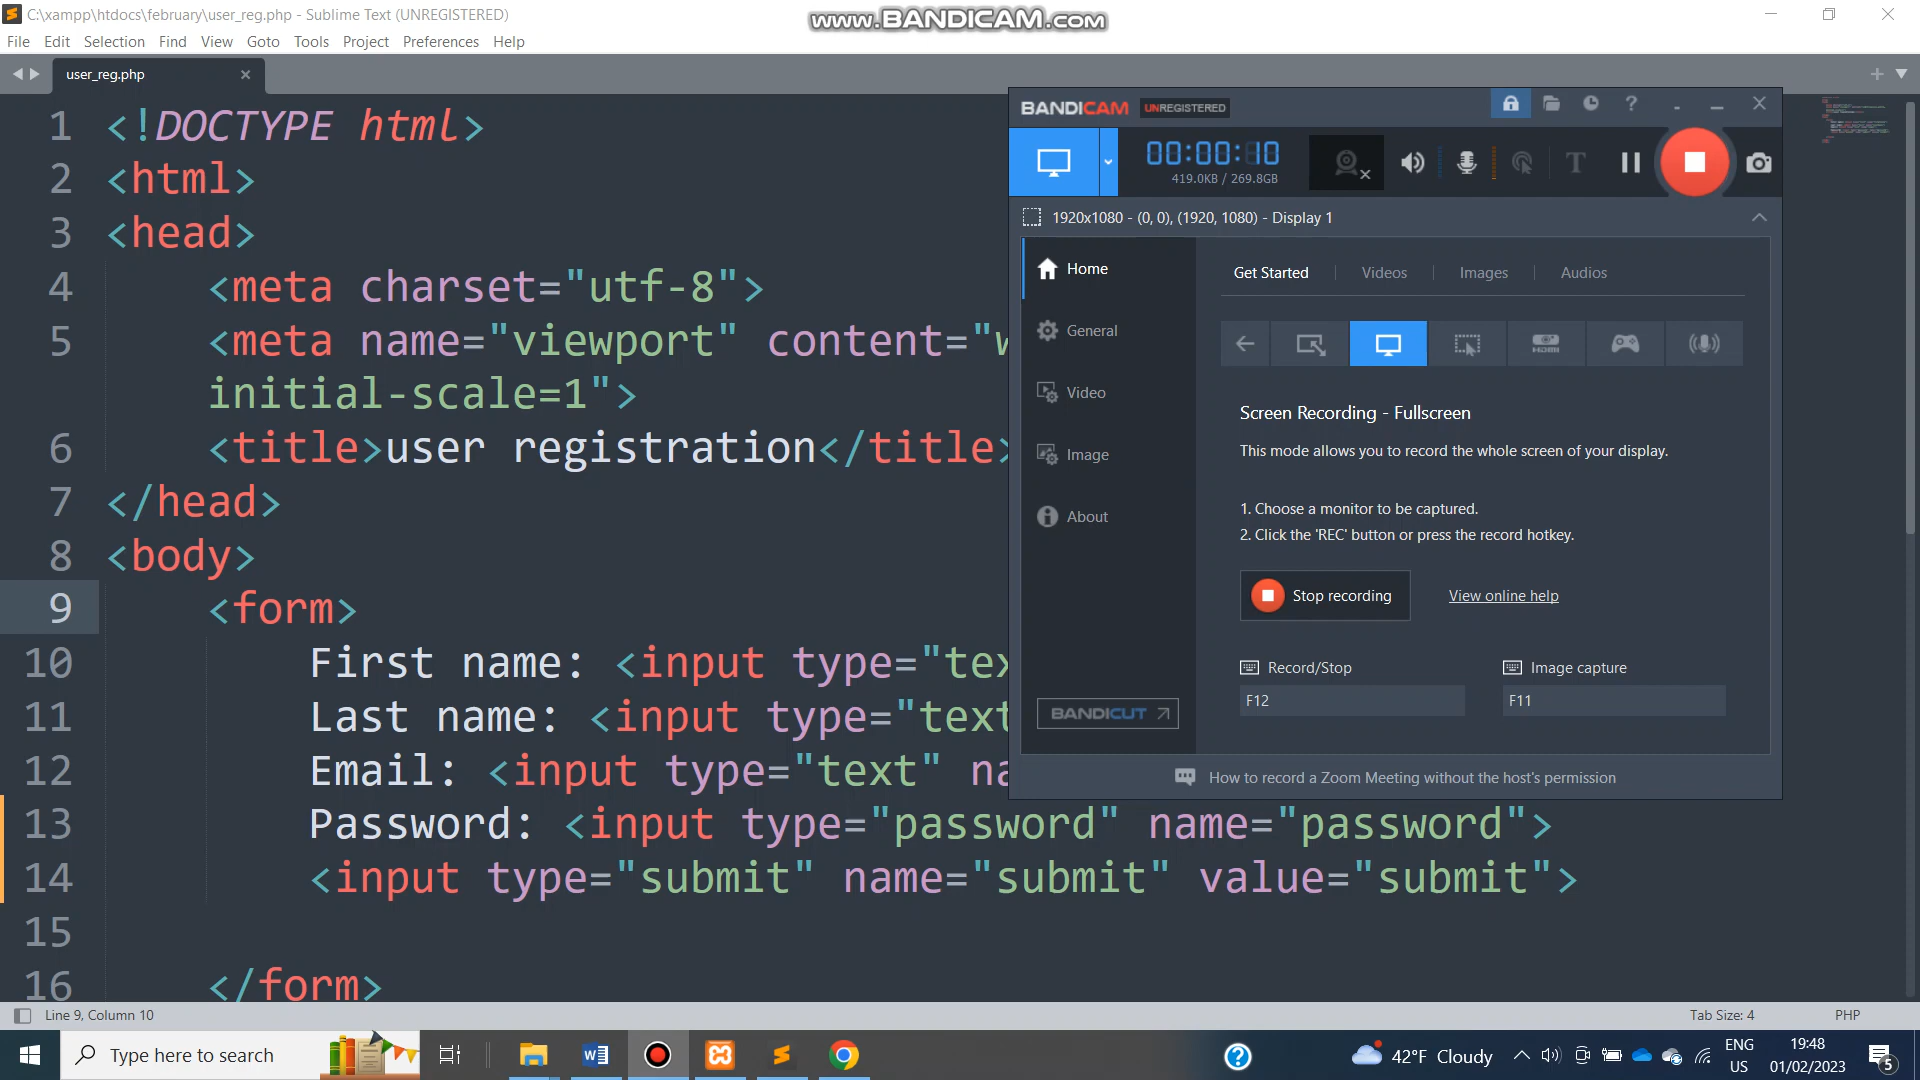 C:\xampp\htdocs\february\user_reg.php - Sublime Text (UNREGISTERED)
www.BANDICAM.com
File Edit Selection Find View Goto Tools Project Preferences Help
user_reg.php
1 <!DOCTYPE html>
2 <html>
3 <head>
4 <meta charset="utf-8">
5 <meta name="viewport" content="w
initial-scale=1">
6 <title>user registration</title>
7 </head>
8 <body>
9 <form>
10 First name: <input type="tex
11 Last name: <input type="text
12 Email: <input type="text" na
13 Password: <input type="password" name="password">
14 <input type="submit" name="submit" value="submit">
15
16 </form>
BANDICAM UNREGISTERED
00:00:10
419.0KB / 269.8GB
1920x1080 - (0, 0), (1920, 1080) - Display 1
Home
General
Video
Image
About
BANDICUT
Get Started Videos Images Audios
HDMI
Screen Recording - Fullscreen
This mode allows you to record the whole screen of your display.
1. Choose a monitor to be captured.
2. Click the 'REC' button or press the record hotkey.
Stop recording View online help
Record/Stop Image capture
F12 F11
How to record a Zoom Meeting without the host's permission
Line 9, Column 10 Tab Size: 4 PHP
Type here to search
42°F Cloudy
ENG
US
19:48
01/02/2023
5